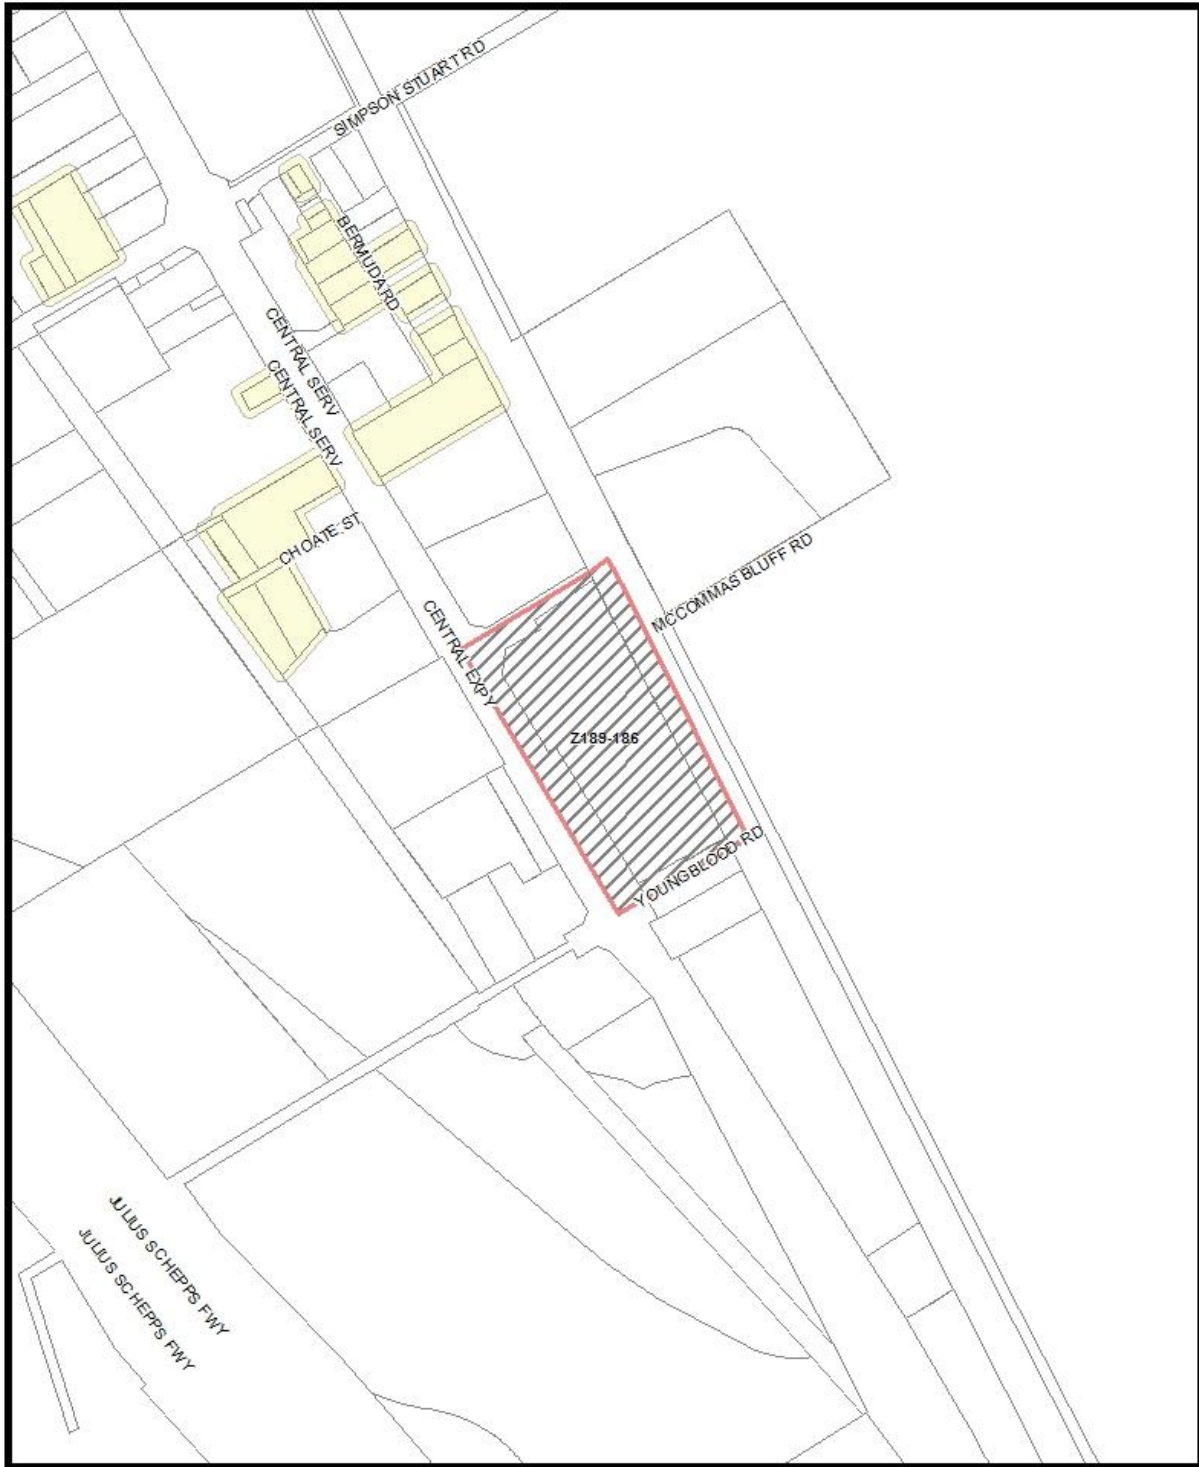 SIMPSON STUART RD
BERMUDA RD
CENTRAL SERV
CENTRAL SERV
CHOATE ST
MCCOMMAS BLUFF RD
CENTRAL EXPY
Z189-186
YOUNGBLOOD RD
JULIUS SCHEPPS FWY
JULIUS SCHEPPS FWY